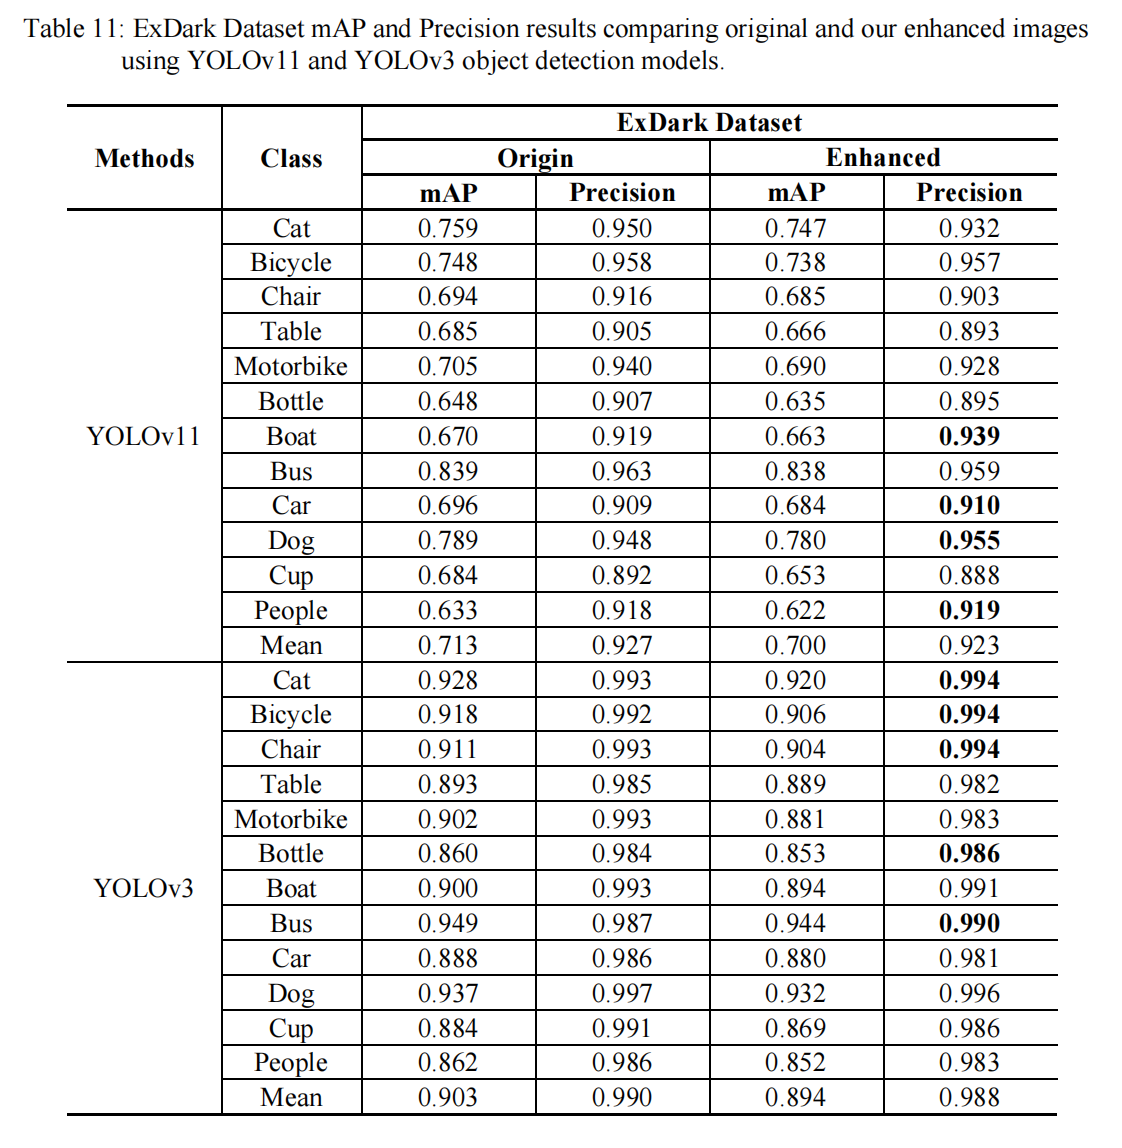 Table 11: ExDark Dataset mAP and Precision results comparing original and our enhanced images
using YOLOv11 and YOLOv3 object detection models.
Methods Class ExDark Dataset
Origin Enhanced
mAP Precision mAP Precision
Cat 0.759 0.950 0.747 0.932
Bicycle 0.748 0.958 0.738 0.957
Chair 0.694 0.916 0.685 0.903
Table 0.685 0.905 0.666 0.893
Motorbike 0.705 0.940 0.690 0.928
Bottle 0.648 0.907 0.635 0.895
YOLOv11 Boat 0.670 0.919 0.663 0.939
Bus 0.839 0.963 0.838 0.959
Car 0.696 0.909 0.684 0.910
Dog 0.789 0.948 0.780 0.955
Cup 0.684 0.892 0.653 0.888
People 0.633 0.918 0.622 0.919
Mean 0.713 0.927 0.700 0.923
Cat 0.928 0.993 0.920 0.994
Bicycle 0.918 0.992 0.906 0.994
Chair 0.911 0.993 0.904 0.994
Table 0.893 0.985 0.889 0.982
Motorbike 0.902 0.993 0.881 0.983
Bottle 0.860 0.984 0.853 0.986
YOLOv3 Boat 0.900 0.993 0.894 0.991
Bus 0.949 0.987 0.944 0.990
Car 0.888 0.986 0.880 0.981
Dog 0.937 0.997 0.932 0.996
Cup 0.884 0.991 0.869 0.986
People 0.862 0.986 0.852 0.983
Mean 0.903 0.990 0.894 0.988